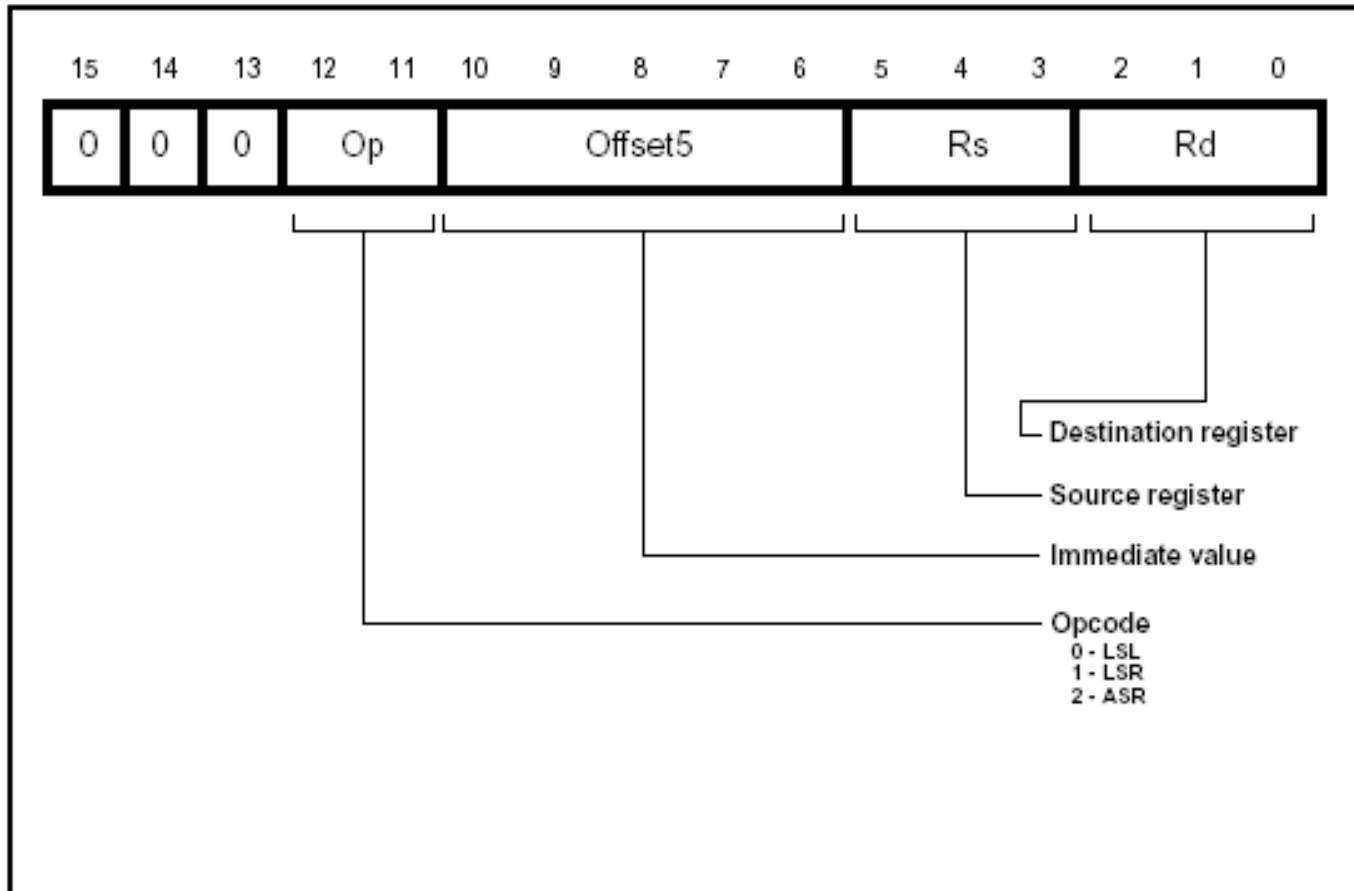 15 14 13 12 11 10 9 8 7 6 5 4 3 2 1 0
0 0 0 Op Offset5 Rs Rd
Destination register
Source register
Immediate value
Opcode
0 - LSL
1 - LSR
2 - ASR